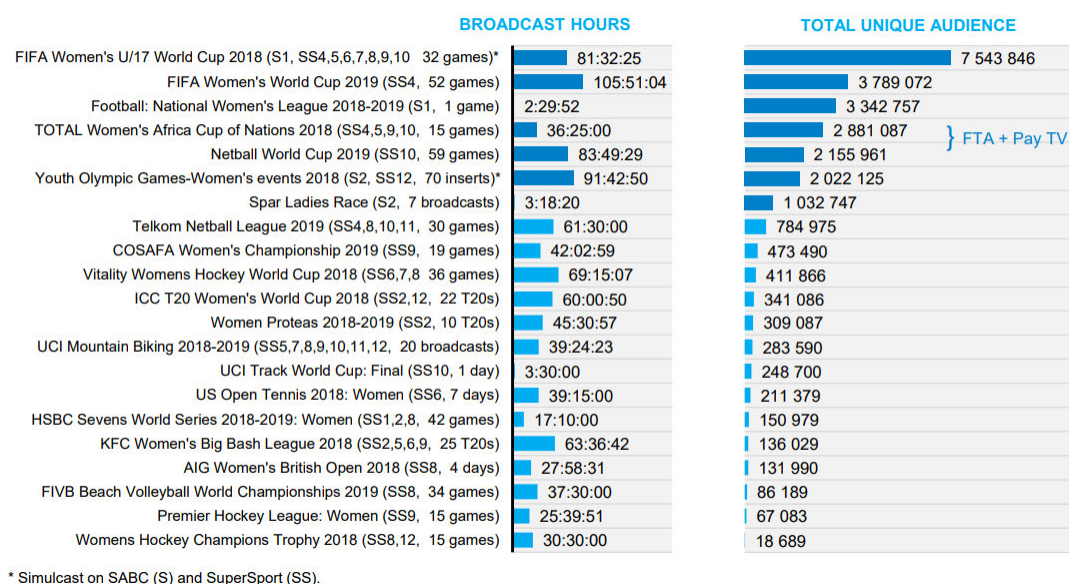 BROADCAST HOURS TOTAL UNIQUE AUDIENCE
FIFA Women's U/17 World Cup 2018 (S1, SS4,5,6,7,8,9,10 32 games)* 81:32:25 7 543 846
FIFA Women's World Cup 2019 (SS4, 52 games) 105:51:04 3 789 072
Football: National Women's League 2018-2019 (S1, 1 game) 2:29:52 3 342 757
TOTAL Women's Africa Cup of Nations 2018 (SS4,5,9,10, 15 games) 36:25:00 2 881 087 } FTA + Pay TV
Netball World Cup 2019 (SS10, 59 games) 83:49:29 2 155 961
Youth Olympic Games-Women's events 2018 (S2, SS12, 70 inserts)* 91:42:50 2 022 125
Spar Ladies Race (S2, 7 broadcasts) 3:18:20 1 032 747
Telkom Netball League 2019 (SS4,8,10,11, 30 games) 61:30:00 784 975
COSAFA Women's Championship 2019 (SS9, 19 games) 42:02:59 473 490
Vitality Womens Hockey World Cup 2018 (SS6,7,8 36 games) 69:15:07 411 866
ICC T20 Women's World Cup 2018 (SS2,12, 22 T20s) 60:00:50 341 086
Women Proteas 2018-2019 (SS2, 10 T20s) 45:30:57 309 087
UCI Mountain Biking 2018-2019 (SS5,7,8,9,10,11,12, 20 broadcasts) 39:24:23 283 590
UCI Track World Cup: Final (SS10, 1 day) 3:30:00 248 700
US Open Tennis 2018: Women (SS6, 7 days) 39:15:00 211 379
HSBC Sevens World Series 2018-2019: Women (SS1,2,8, 42 games) 17:10:00 150 979
KFC Women's Big Bash League 2018 (SS2,5,6,9, 25 T20s) 63:36:42 136 029
AIG Women's British Open 2018 (SS8, 4 days) 27:58:31 131 990
FIVB Beach Volleyball World Championships 2019 (SS8, 34 games) 37:30:00 86 189
Premier Hockey League: Women (SS9, 15 games) 25:39:51 67 083
Womens Hockey Champions Trophy 2018 (SS8,12, 15 games) 30:30:00 18 689
* Simulcast on SABC (S) and SuperSport (SS).